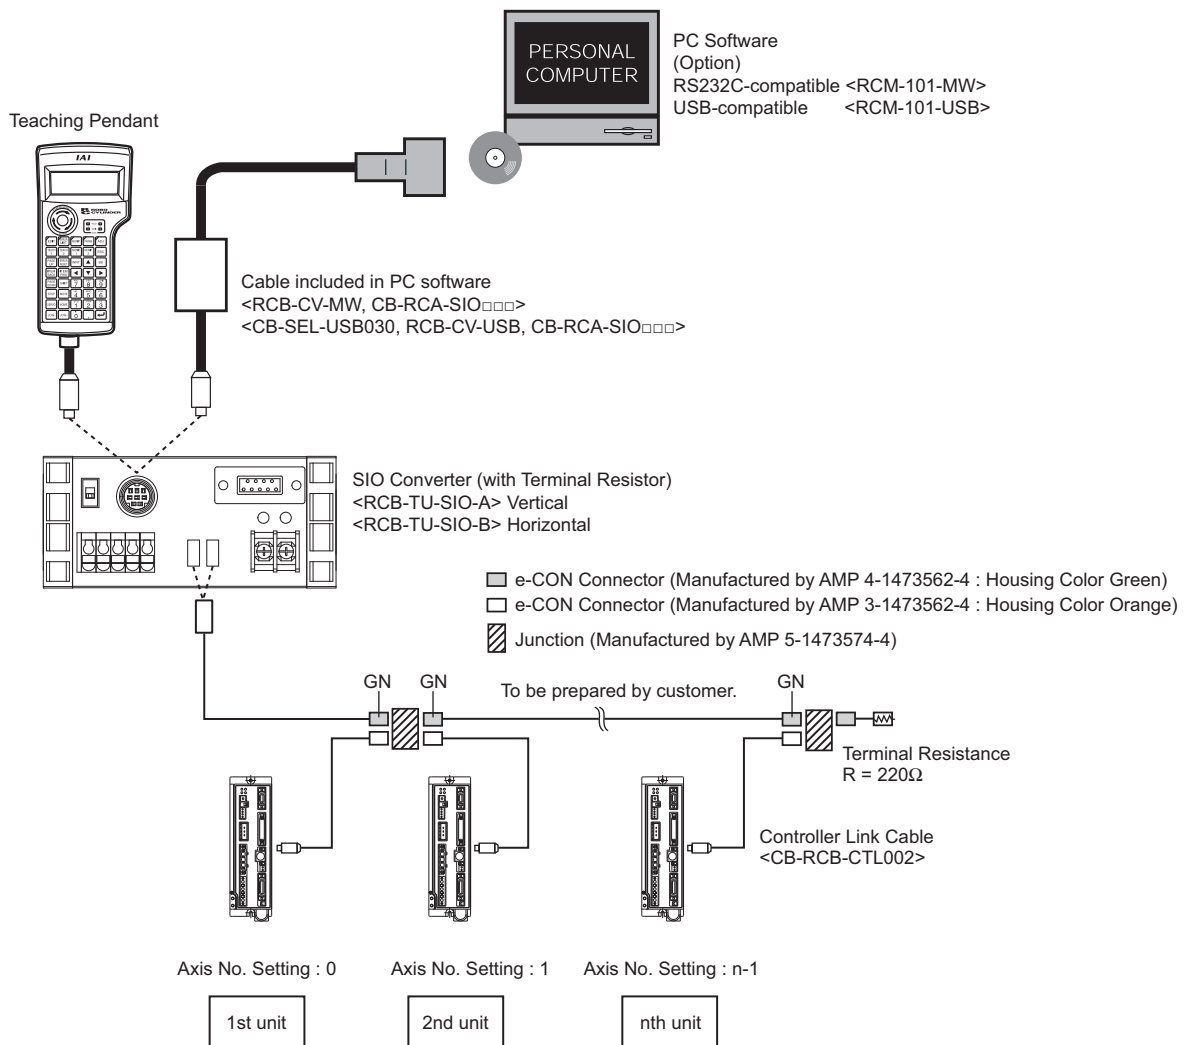 PERSONAL
COMPUTER
PC Software
(Option)
RS232C-compatible <RCM-101-MW>
USB-compatible <RCM-101-USB>
Teaching Pendant
IAI
ROBO
CYLINDER
Cable included in PC software
<RCB-CV-MW, CB-RCA-SIO□□□>
<CB-SEL-USB030, RCB-CV-USB, CB-RCA-SIO□□□>
SIO Converter (with Terminal Resistor)
<RCB-TU-SIO-A> Vertical
<RCB-TU-SIO-B> Horizontal
e-CON Connector (Manufactured by AMP 4-1473562-4 : Housing Color Green)
e-CON Connector (Manufactured by AMP 3-1473562-4 : Housing Color Orange)
Junction (Manufactured by AMP 5-1473574-4)
GN
GN
To be prepared by customer.
GN
Terminal Resistance
R = 220Ω
Controller Link Cable
<CB-RCB-CTL002>
Axis No. Setting : 0
Axis No. Setting : 1
Axis No. Setting : n-1
1st unit
2nd unit
nth unit